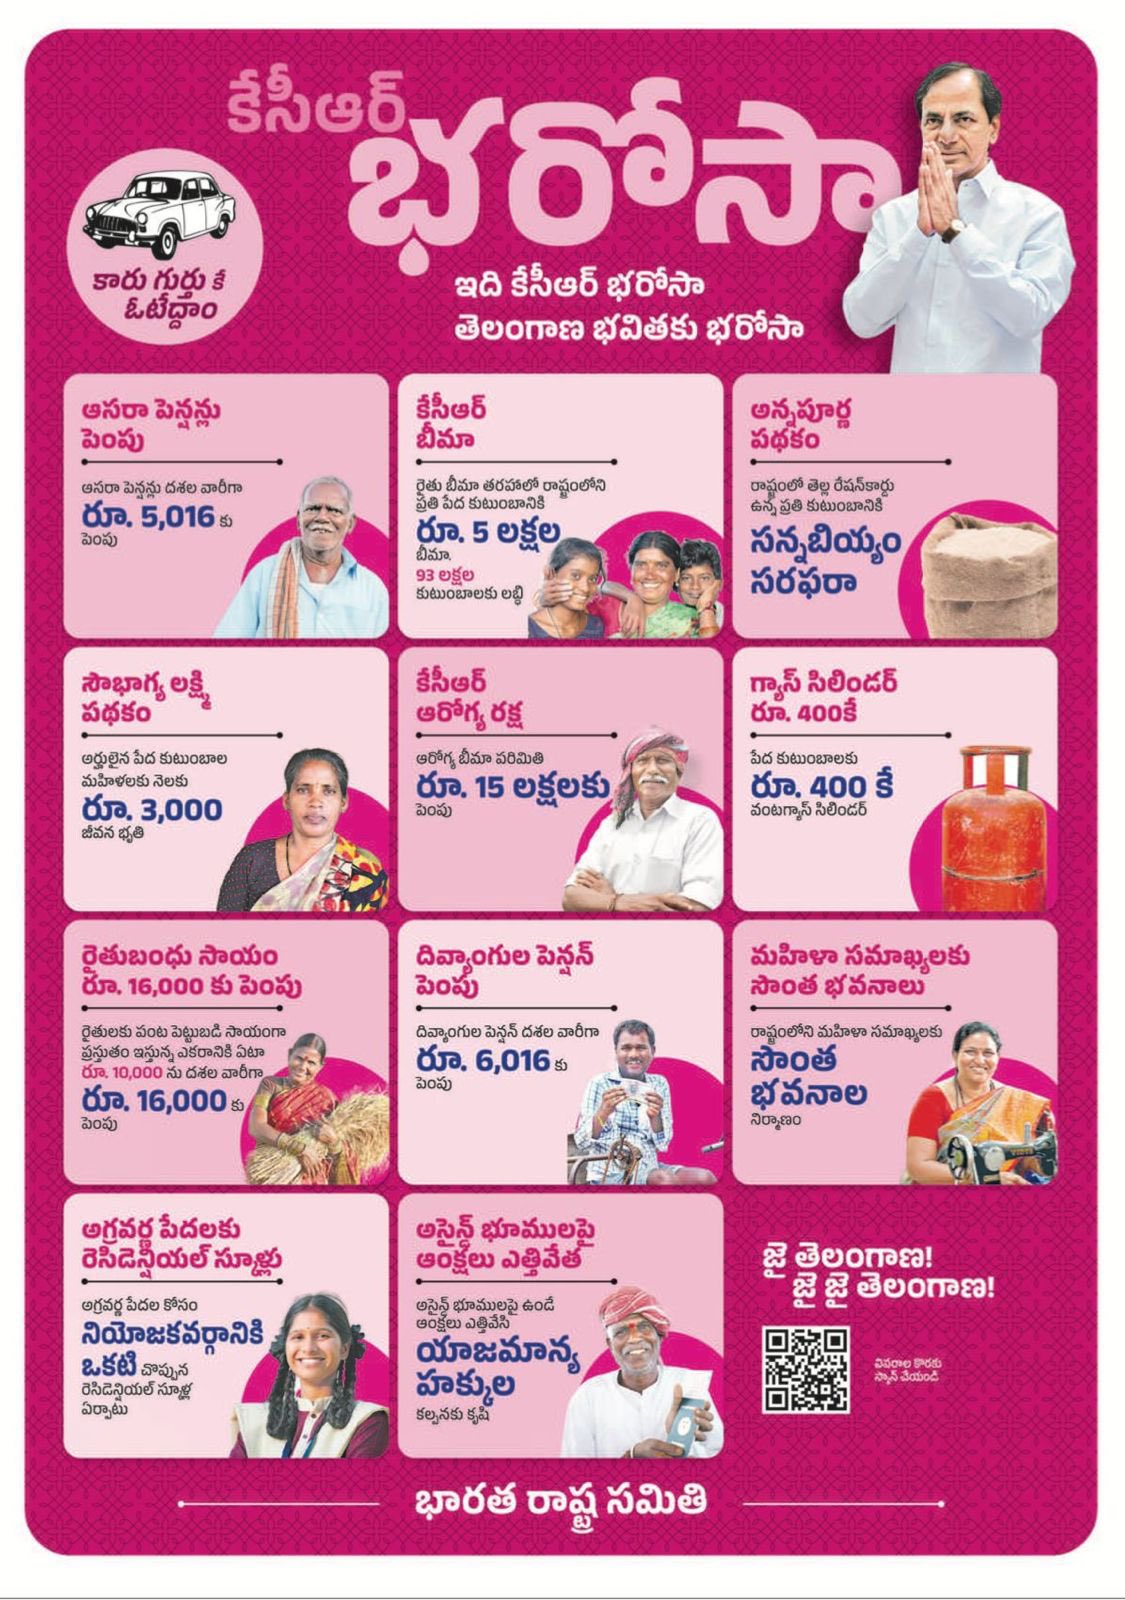 కేసీఆర్
భరోసా
కారు గుర్తు కే
ఓటేద్దాం
ఇది కేసీఆర్ భరోసా
తెలంగాణ భవితకు భరోసా
ఆసరా పెన్షన్లు
పెంపు
ఆసరా పెన్షన్లు దశల వారీగా
రూ. 5,016 కు
పెంపు
కేసీఆర్
బీమా
రైతు బీమా తరహాలో రాష్ట్రంలోని
ప్రతి పేద కుటుంబానికి
రూ. 5 లక్షల
బీమా.
93 లక్షల
కుటుంబాలకు లబ్ధి
అన్నపూర్ణ
పథకం
రాష్ట్రంలో తెల్ల రేషన్‌కార్డు
ఉన్న ప్రతి కుటుంబానికి
సన్నబియ్యం
సరఫరా
సౌభాగ్య లక్ష్మి
పథకం
అర్హులైన పేద కుటుంబాల
మహిళలకు నెలకు
రూ. 3,000
జీవన భృతి
కేసీఆర్
ఆరోగ్య రక్ష
ఆరోగ్య బీమా పరిమితి
రూ. 15 లక్షలకు
పెంపు
గ్యాస్ సిలిండర్
రూ. 400కే
పేద కుటుంబాలకు
రూ. 400 కే
వంటగ్యాస్ సిలిండర్
రైతుబంధు సాయం
రూ. 16,000 కు పెంపు
రైతులకు పంట పెట్టుబడి సాయంగా
ప్రస్తుతం ఇస్తున్న ఎకరానికి ఏటా
రూ. 10,000 ను దశల వారీగా
రూ. 16,000 కు
పెంపు
దివ్యాంగుల పెన్షన్
పెంపు
దివ్యాంగుల పెన్షన్ దశల వారీగా
రూ. 6,016 కు
పెంపు
మహిళా సమాఖ్యలకు
సొంత భవనాలు
రాష్ట్రంలోని మహిళా సమాఖ్యలకు
సొంత
భవనాల
నిర్మాణం
అగ్రవర్ణ పేదలకు
రెసిడెన్షియల్ స్కూళ్లు
అగ్రవర్ణ పేదల కోసం
నియోజకవర్గానికి
ఒకటి చొప్పున
రెసిడెన్షియల్ స్కూళ్ల
ఏర్పాటు
అసైన్డ్ భూములపై
ఆంక్షలు ఎత్తివేత
అసైన్డ్ భూములపై ఉండే
ఆంక్షలు ఎత్తివేసి
యాజమాన్య
హక్కుల
కల్పనకు కృషి
జై తెలంగాణ!
జై జై తెలంగాణ!
వివరాల కొరకు
స్కాన్ చేయండి
భారత రాష్ట్ర సమితి